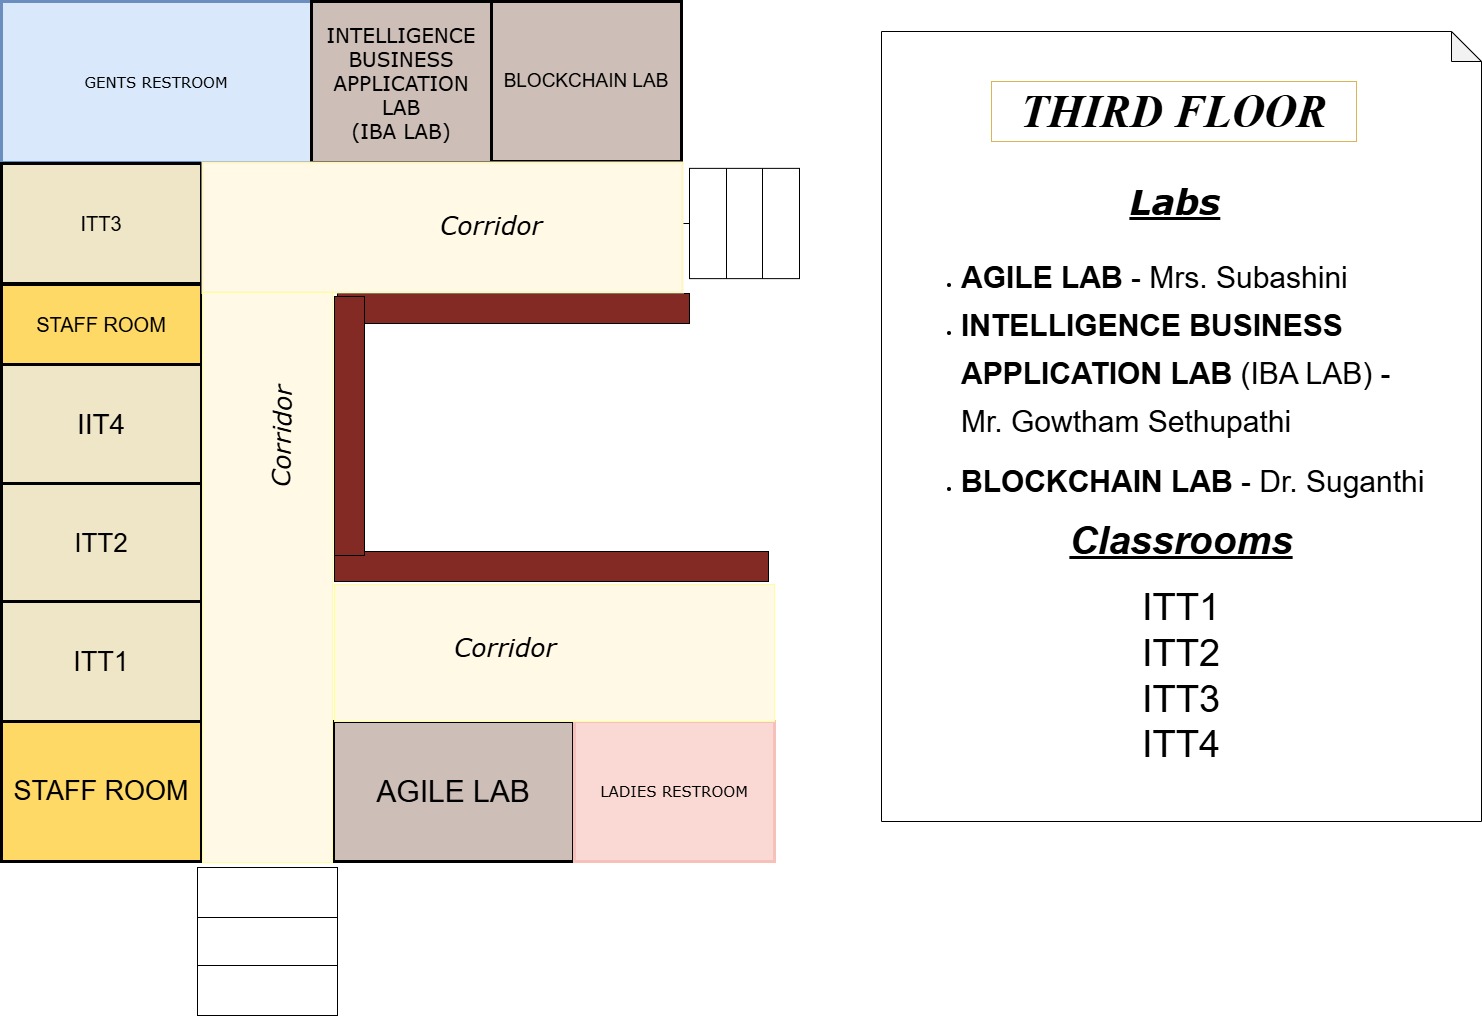 GENTS RESTROOM
INTELLIGENCE
BUSINESS
APPLICATION
LAB
(IBA LAB)
BLOCKCHAIN LAB
ITT3
Corridor
STAFF ROOM
IIT4
Corridor
ITT2
ITT1
Corridor
STAFF ROOM
AGILE LAB
LADIES RESTROOM
THIRD FLOOR
Labs
• AGILE LAB - Mrs. Subashini
• INTELLIGENCE BUSINESS
APPLICATION LAB (IBA LAB) -
Mr. Gowtham Sethupathi
• BLOCKCHAIN LAB - Dr. Suganthi
Classrooms
ITT1
ITT2
ITT3
ITT4